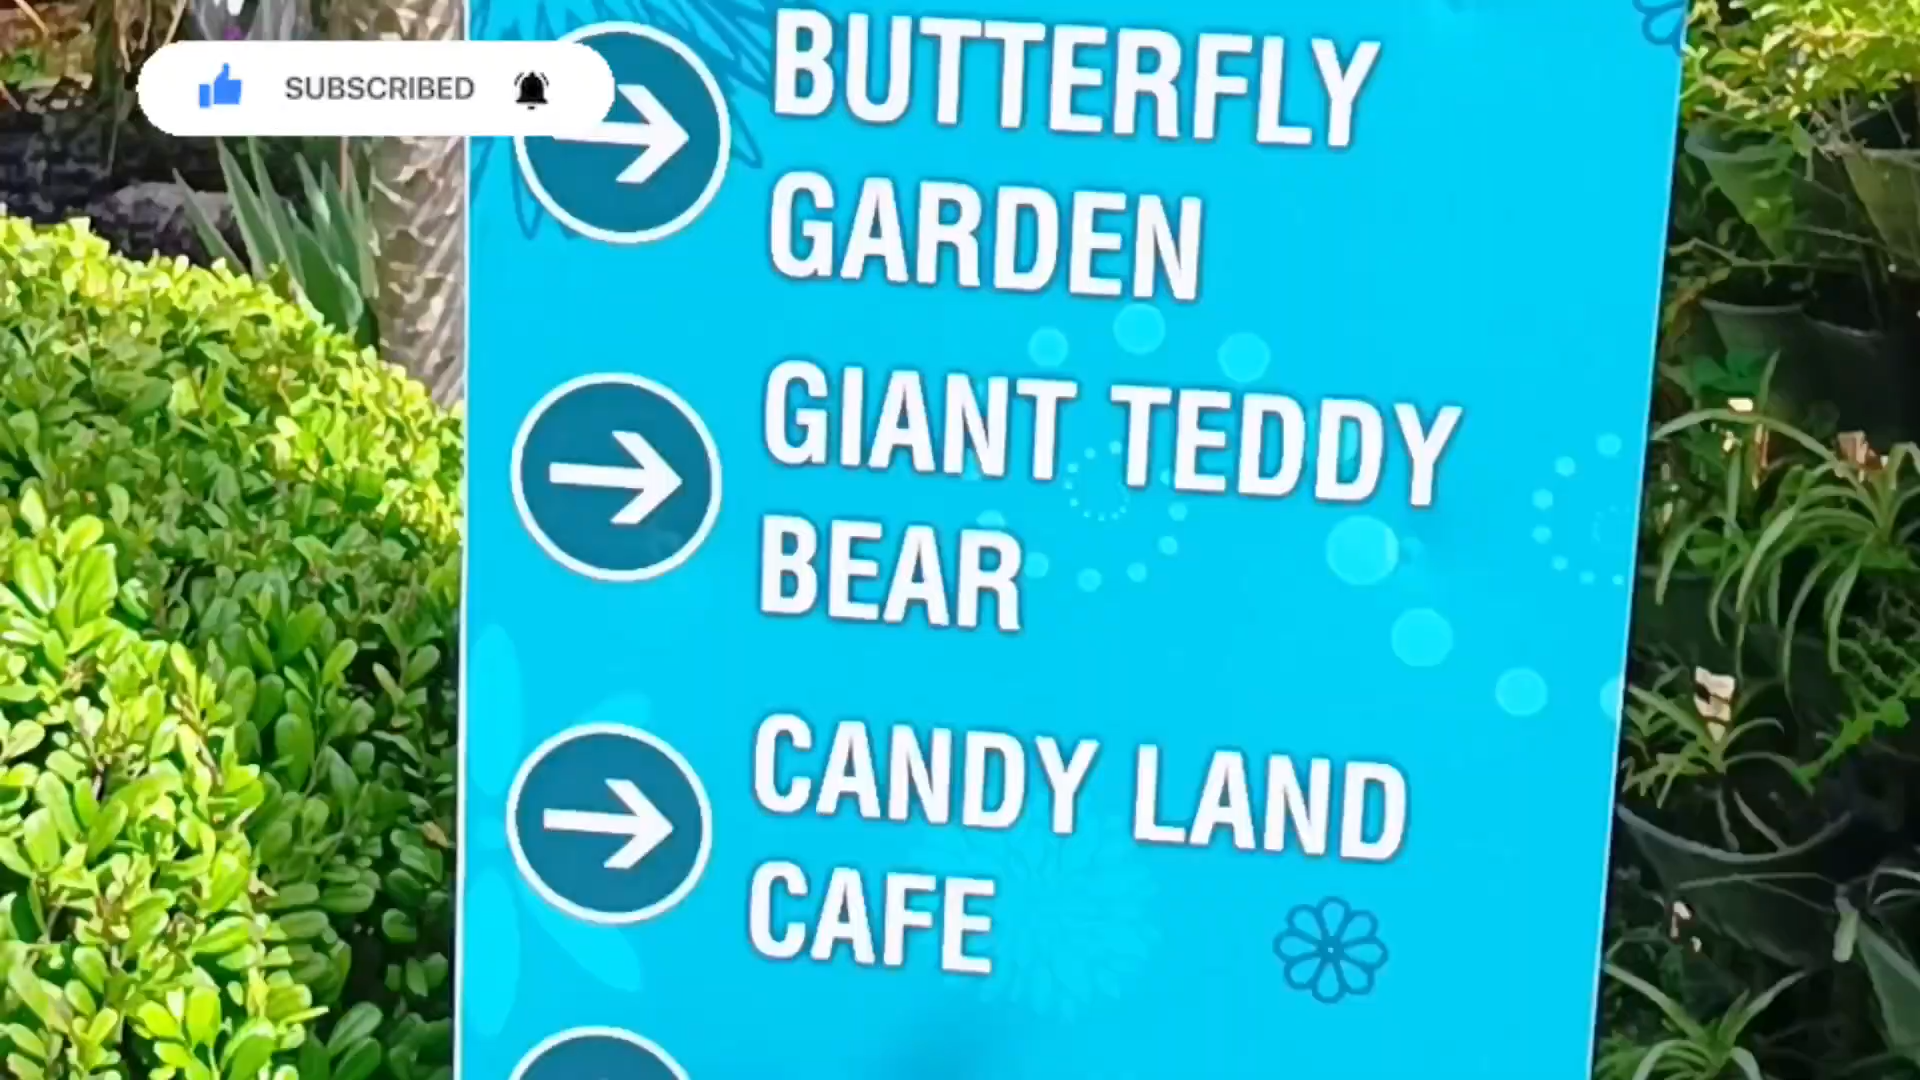 SUBSCRIBED
BUTTERFLY
GARDEN
GIANT TEDDY
BEAR
CANDY LAND
CAFE